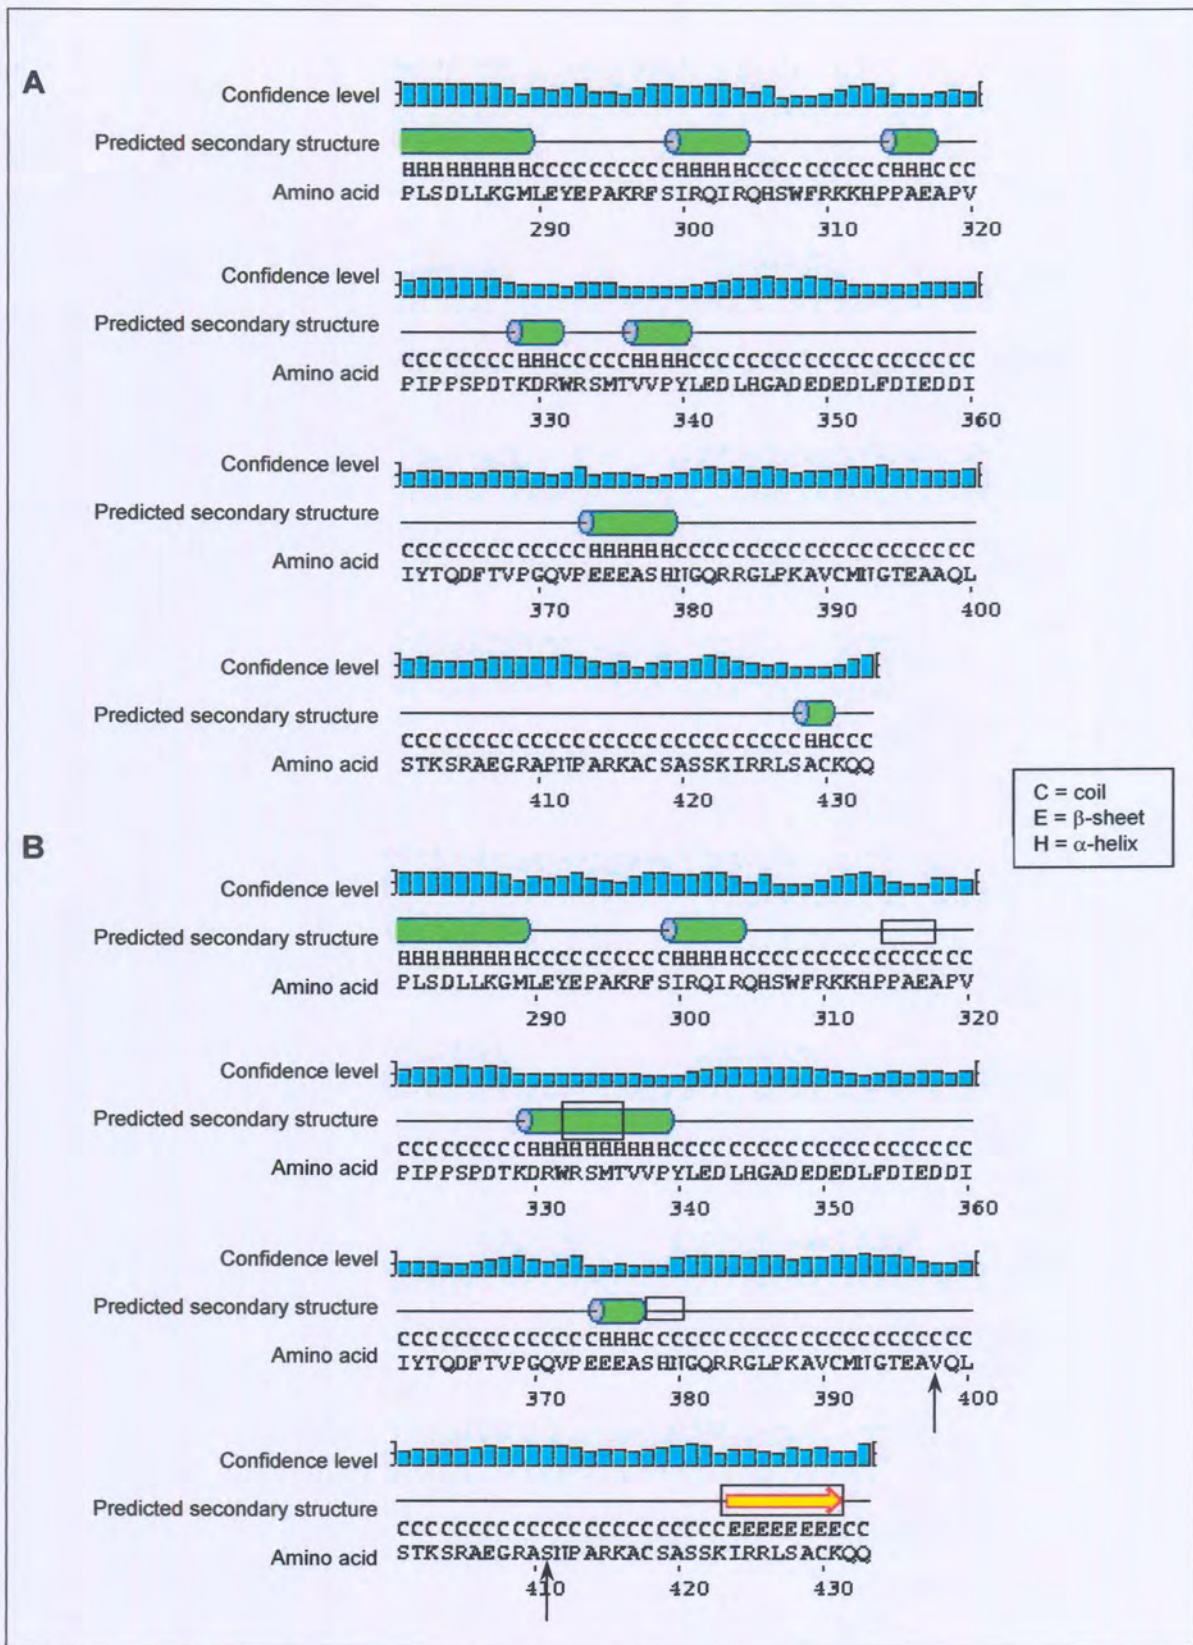 A
Confidence level
Predicted secondary structure
HHHHHHHHHCCCCCCCCCCHHHHHCCCCCCCCCCHHHCCC
Amino acid PLSDLLKGMLEYEPAKRFSIRQIRQHSWFRKKHPPAEAPV
290 300 310 320
Confidence level
Predicted secondary structure
CCCCCCCCHHHCCCCCHHHHCCCCCCCCCCCCCCCCCCCC
Amino acid PIPPSPDTKDRWRSMTVVPYLEDLHGADEDEDLFDIEDDI
330 340 350 360
Confidence level
Predicted secondary structure
CCCCCCCCCCCCCHHHHHHCCCCCCCCCCCCCCCCCCCCC
Amino acid IYTQDFTVPGQVPEEEASHNGQRRGLPKAVCMNGTEAAQL
370 380 390 400
Confidence level
Predicted secondary structure
CCCCCCCCCCCCCCCCCCCCCCCCCCCCHHCCC
Amino acid STKSRAEGRAPNPARKACSASSKIRRLSACKQQ
410 420 430
C = coil
E = β-sheet
H = α-helix
B
Confidence level
Predicted secondary structure
HHHHHHHHHCCCCCCCCCCHHHHHCCCCCCCCCCCCCCCC
Amino acid PLSDLLKGMLEYEPAKRFSIRQIRQHSWFRKKHPPAEAPV
290 300 310 320
Confidence level
Predicted secondary structure
CCCCCCCCCHHHHHHHHHHCCCCCCCCCCCCCCCCCCCCC
Amino acid PIPPSPDTKDRWRSMTVVPYLEDLHGADEDEDLFDIEDDI
330 340 350 360
Confidence level
Predicted secondary structure
CCCCCCCCCCCCCCHHHCCCCCCCCCCCCCCCCCCCCCCC
Amino acid IYTQDFTVPGQVPEEEASHNGQRRGLPKAVCMNGTEAVQL
370 380 390 400
Confidence level
Predicted secondary structure
CCCCCCCCCCCCCCCCCCCCCCCEEEEEEEECC
Amino acid STKSRAEGRASNPARKACSASSKIRRLSACKQQ
410 420 430